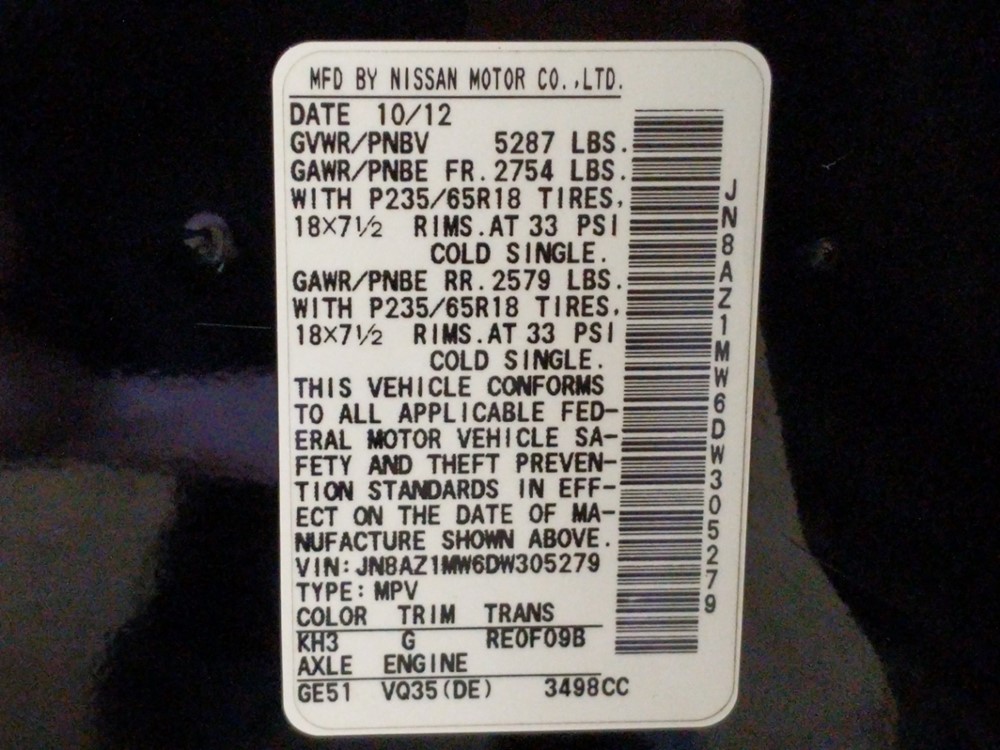 MFD BY NISSAN MOTOR CO.,LTD.
DATE 10/12
GVWR/PNBV 5287 LBS.
GAWR/PNBE FR. 2754 LBS.
WITH P235/65R18 TIRES,
18×7½ RIMS. AT 33 PSI
COLD SINGLE.
GAWR/PNBE RR. 2579 LBS.
WITH P235/65R18 TIRES,
18×7½ RIMS. AT 33 PSI
COLD SINGLE.
THIS VEHICLE CONFORMS
TO ALL APPLICABLE FED-
ERAL MOTOR VEHICLE SA-
FETY AND THEFT PREVEN-
TION STANDARDS IN EFF-
ECT ON THE DATE OF MA-
NUFACTURE SHOWN ABOVE.
VIN: JN8AZ1MW6DW305279
TYPE: MPV
COLOR TRIM TRANS
KH3 G RE0F09B
AXLE ENGINE
GE51 VQ35(DE) 3498CC
JN8AZ1MW6DW305279